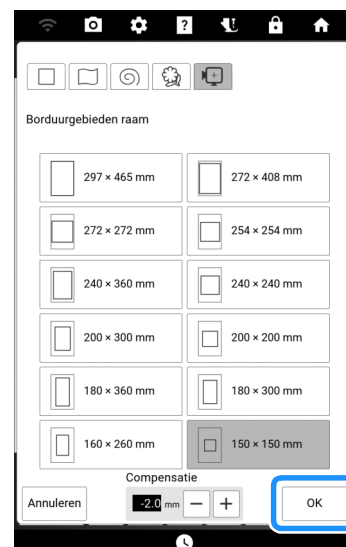 ?
Borduurgebieden raam
297 × 465 mm 272 × 408 mm
272 × 272 mm 254 × 254 mm
240 × 360 mm 240 × 240 mm
200 × 300 mm 200 × 200 mm
180 × 360 mm 180 × 300 mm
160 × 260 mm 150 × 150 mm
Compensatie
Annuleren -2.0 mm − + OK